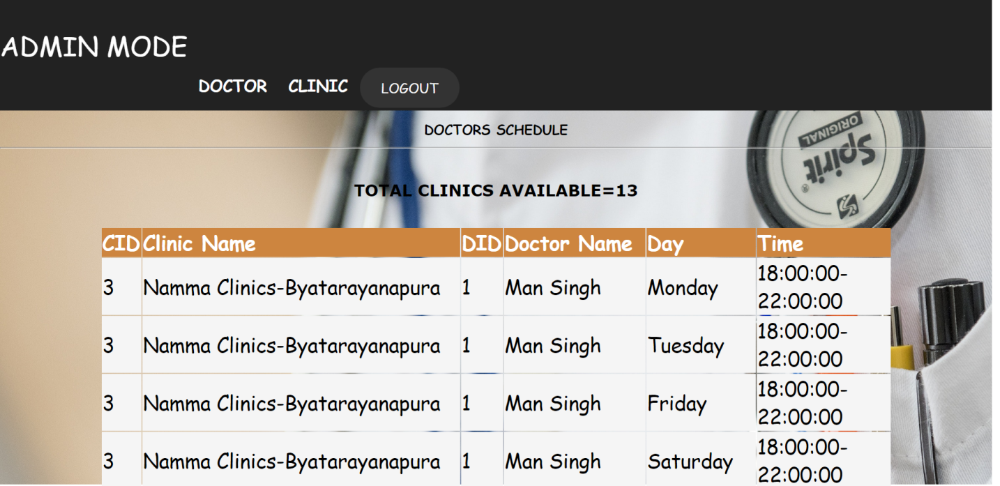 ADMIN MODE
DOCTOR CLINIC LOGOUT
DOCTORS SCHEDULE
Spirit
ORIGINAL
TOTAL CLINICS AVAILABLE=13
CID Clinic Name DID Doctor Name Day Time
3 Namma Clinics-Byatarayanapura 1 Man Singh Monday 18:00:00-
22:00:00
3 Namma Clinics-Byatarayanapura 1 Man Singh Tuesday 18:00:00-
22:00:00
3 Namma Clinics-Byatarayanapura 1 Man Singh Friday 18:00:00-
22:00:00
3 Namma Clinics-Byatarayanapura 1 Man Singh Saturday 18:00:00-
22:00:00